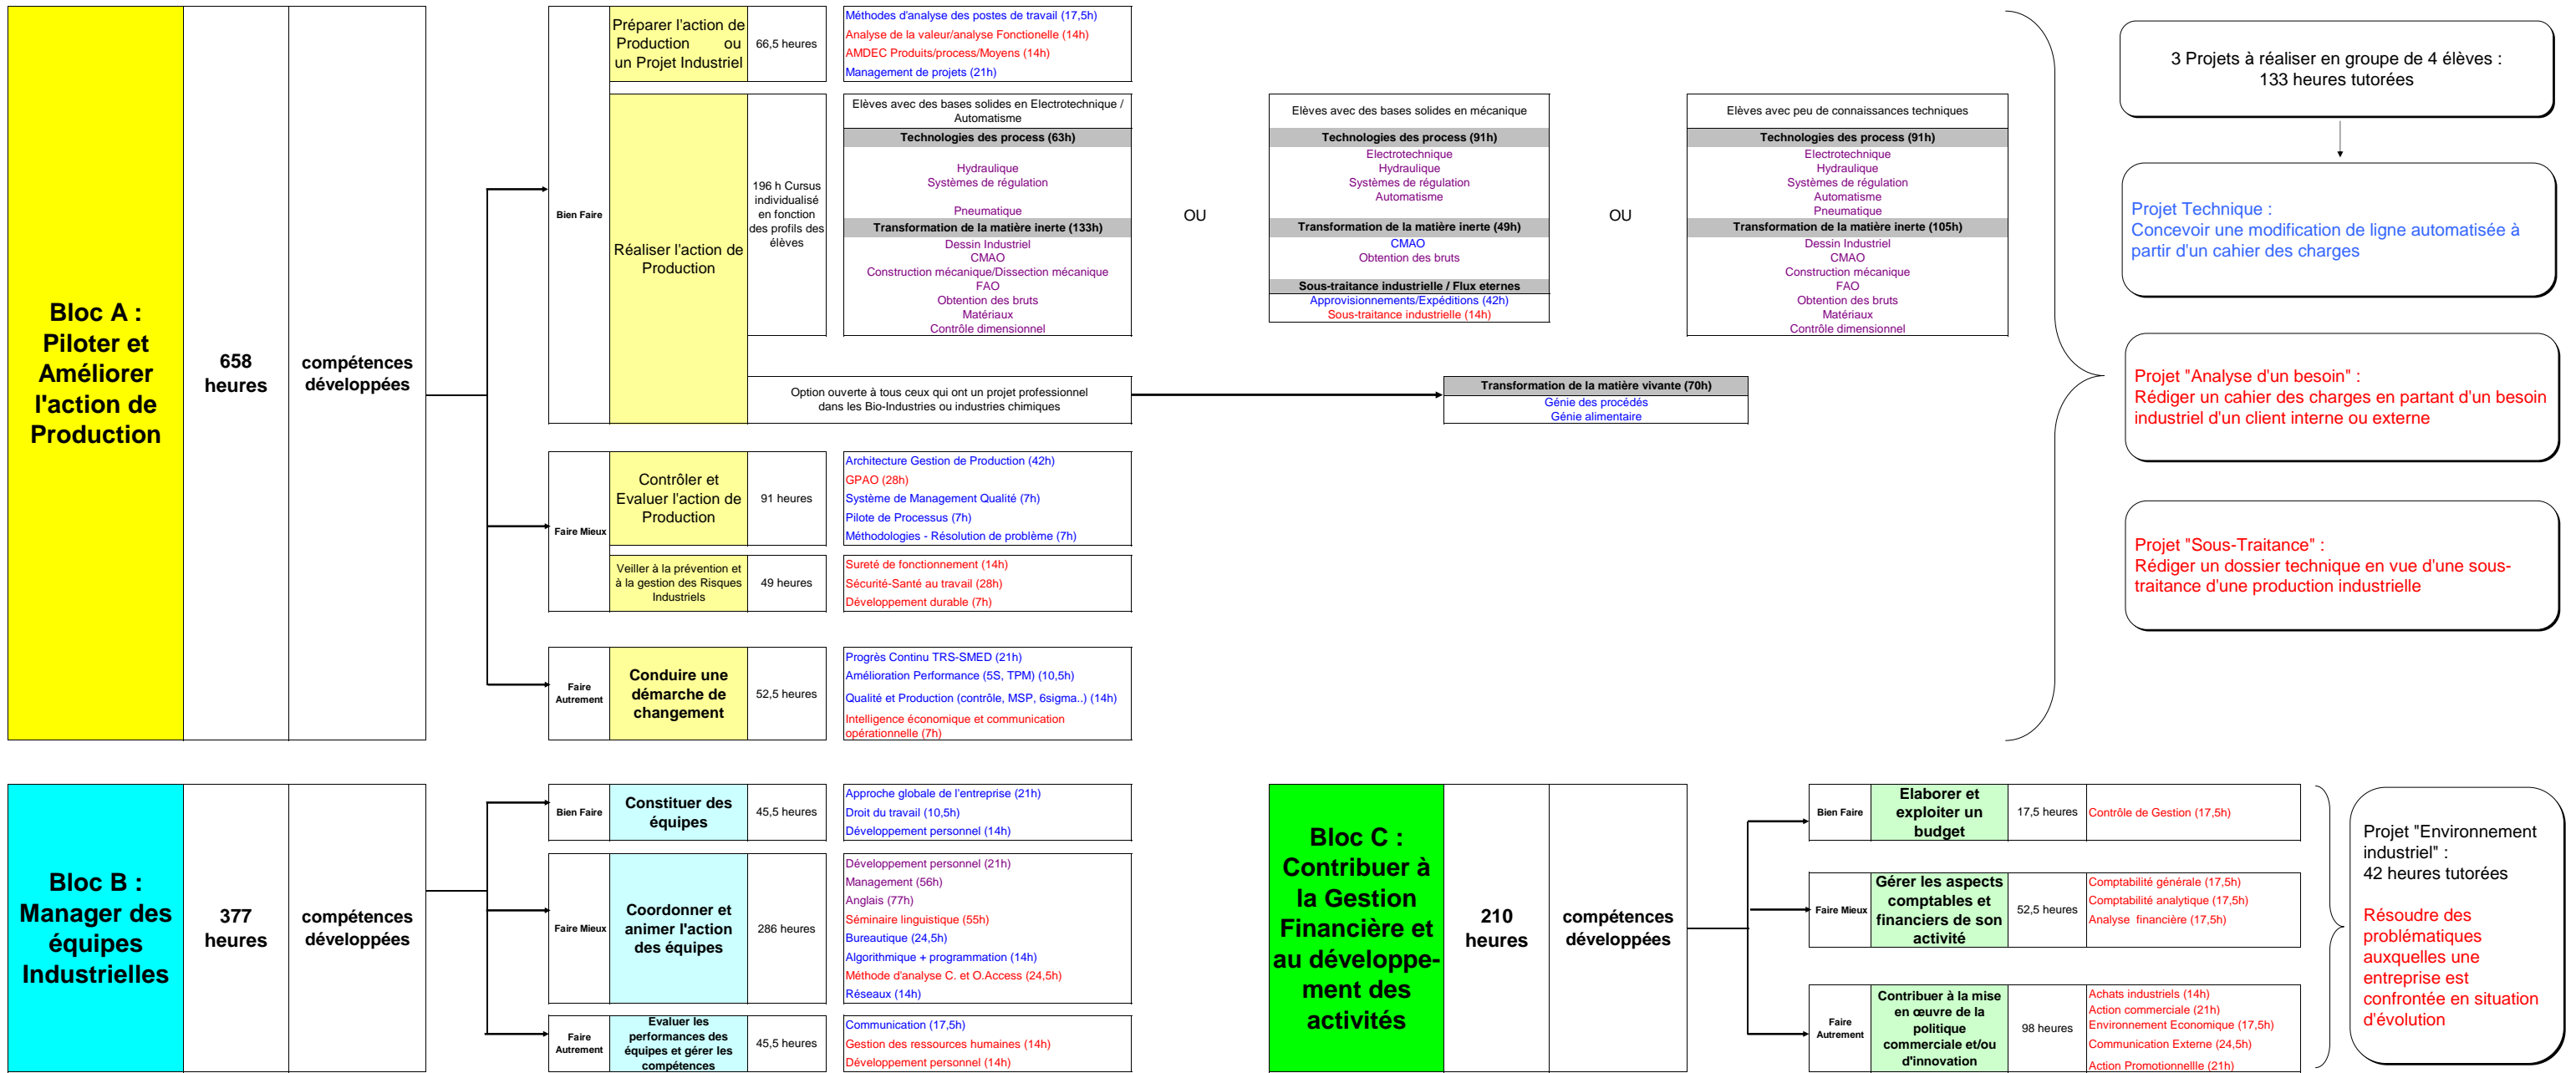 Bloc A :
Piloter et
Améliorer
l'action de
Production
658
heures
compétences
développées
Bien Faire
Préparer l'action de
Production ou
un Projet Industriel
66,5 heures
Méthodes d'analyse des postes de travail (17,5h)
Analyse de la valeur/analyse Fonctionelle (14h)
AMDEC Produits/process/Moyens (14h)
Management de projets (21h)
Réaliser l'action de
Production
196 h Cursus
individualisé
en fonction
des profils des
élèves
Elèves avec des bases solides en Electrotechnique /
Automatisme
Technologies des process (63h)
Hydraulique
Systèmes de régulation
Pneumatique
Transformation de la matière inerte (133h)
Dessin Industriel
CMAO
Construction mécanique/Dissection mécanique
FAO
Obtention des bruts
Matériaux
Contrôle dimensionnel
OU
Elèves avec des bases solides en mécanique
Technologies des process (91h)
Electrotechnique
Hydraulique
Systèmes de régulation
Automatisme
Transformation de la matière inerte (49h)
CMAO
Obtention des bruts
Sous-traitance industrielle / Flux eternes
Approvisionnements/Expéditions (42h)
Sous-traitance industrielle (14h)
OU
Elèves avec peu de connaissances techniques
Technologies des process (91h)
Electrotechnique
Hydraulique
Systèmes de régulation
Automatisme
Pneumatique
Transformation de la matière inerte (105h)
Dessin Industriel
CMAO
Construction mécanique
FAO
Obtention des bruts
Matériaux
Contrôle dimensionnel
Option ouverte à tous ceux qui ont un projet professionnel
dans les Bio-Industries ou industries chimiques
Transformation de la matière vivante (70h)
Génie des procédés
Génie alimentaire
Faire Mieux
Contrôler et
Evaluer l'action de
Production
91 heures
Architecture Gestion de Production (42h)
GPAO (28h)
Système de Management Qualité (7h)
Pilote de Processus (7h)
Méthodologies - Résolution de problème (7h)
Veiller à la prévention et
à la gestion des Risques
Industriels
49 heures
Sureté de fonctionnement (14h)
Sécurité-Santé au travail (28h)
Développement durable (7h)
Faire
Autrement
Conduire une
démarche de
changement
52,5 heures
Progrès Continu TRS-SMED (21h)
Amélioration Performance (5S, TPM) (10,5h)
Qualité et Production (contrôle, MSP, 6sigma..) (14h)
Intelligence économique et communication
opérationnelle (7h)
3 Projets à réaliser en groupe de 4 élèves :
133 heures tutorées
Projet Technique :
Concevoir une modification de ligne automatisée à
partir d'un cahier des charges
Projet "Analyse d'un besoin" :
Rédiger un cahier des charges en partant d'un besoin
industriel d'un client interne ou externe
Projet "Sous-Traitance" :
Rédiger un dossier technique en vue d'une sous-
traitance d'une production industrielle
Bloc B :
Manager des
équipes
Industrielles
377
heures
compétences
développées
Bien Faire
Constituer des
équipes
45,5 heures
Approche globale de l'entreprise (21h)
Droit du travail (10,5h)
Développement personnel (14h)
Faire Mieux
Coordonner et
animer l'action
des équipes
286 heures
Développement personnel (21h)
Management (56h)
Anglais (77h)
Séminaire linguistique (55h)
Bureautique (24,5h)
Algorithmique + programmation (14h)
Méthode d'analyse C. et O.Access (24,5h)
Réseaux (14h)
Faire
Autrement
Evaluer les
performances des
équipes et gérer les
compétences
45,5 heures
Communication (17,5h)
Gestion des ressources humaines (14h)
Développement personnel (14h)
Bloc C :
Contribuer à
la Gestion
Financière et
au développe-
ment des
activités
210
heures
compétences
développées
Bien Faire
Elaborer et
exploiter un
budget
17,5 heures
Contrôle de Gestion (17,5h)
Faire Mieux
Gérer les aspects
comptables et
financiers de son
activité
52,5 heures
Comptabilité générale (17,5h)
Comptabilité analytique (17,5h)
Analyse financière (17,5h)
Faire
Autrement
Contribuer à la mise
en œuvre de la
politique
commerciale et/ou
d'innovation
98 heures
Achats industriels (14h)
Action commerciale (21h)
Environnement Economique (17,5h)
Communication Externe (24,5h)
Action Promotionnellle (21h)
Projet "Environnement
industriel" :
42 heures tutorées
Résoudre des
problématiques
auxquelles une
entreprise est
confrontée en situation
d'évolution